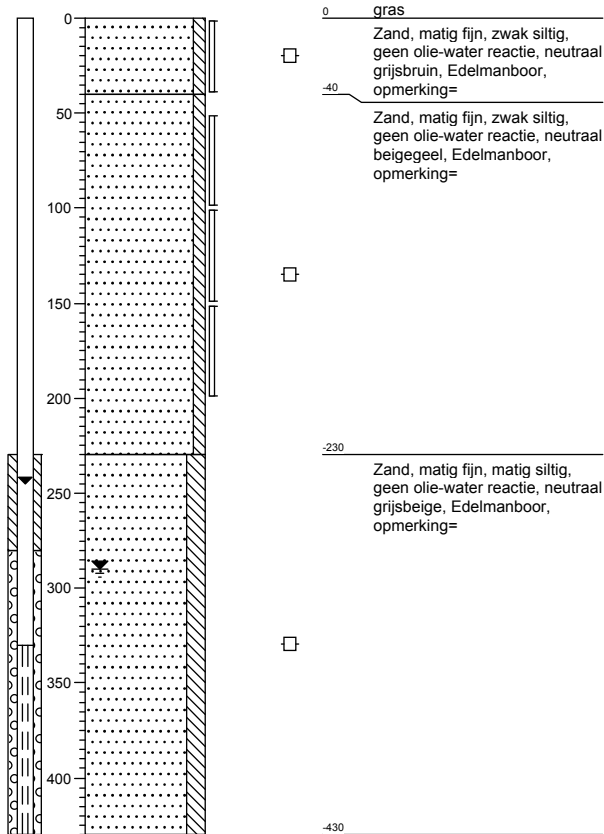 0
50
100
150
200
250
300
350
400
0
gras
Zand, matig fijn, zwak siltig,
geen olie-water reactie, neutraal
grijsbruin, Edelmanboor,
opmerking=
-40
Zand, matig fijn, zwak siltig,
geen olie-water reactie, neutraal
beigegeel, Edelmanboor,
opmerking=
-230
Zand, matig fijn, matig siltig,
geen olie-water reactie, neutraal
grijsbeige, Edelmanboor,
opmerking=
-430